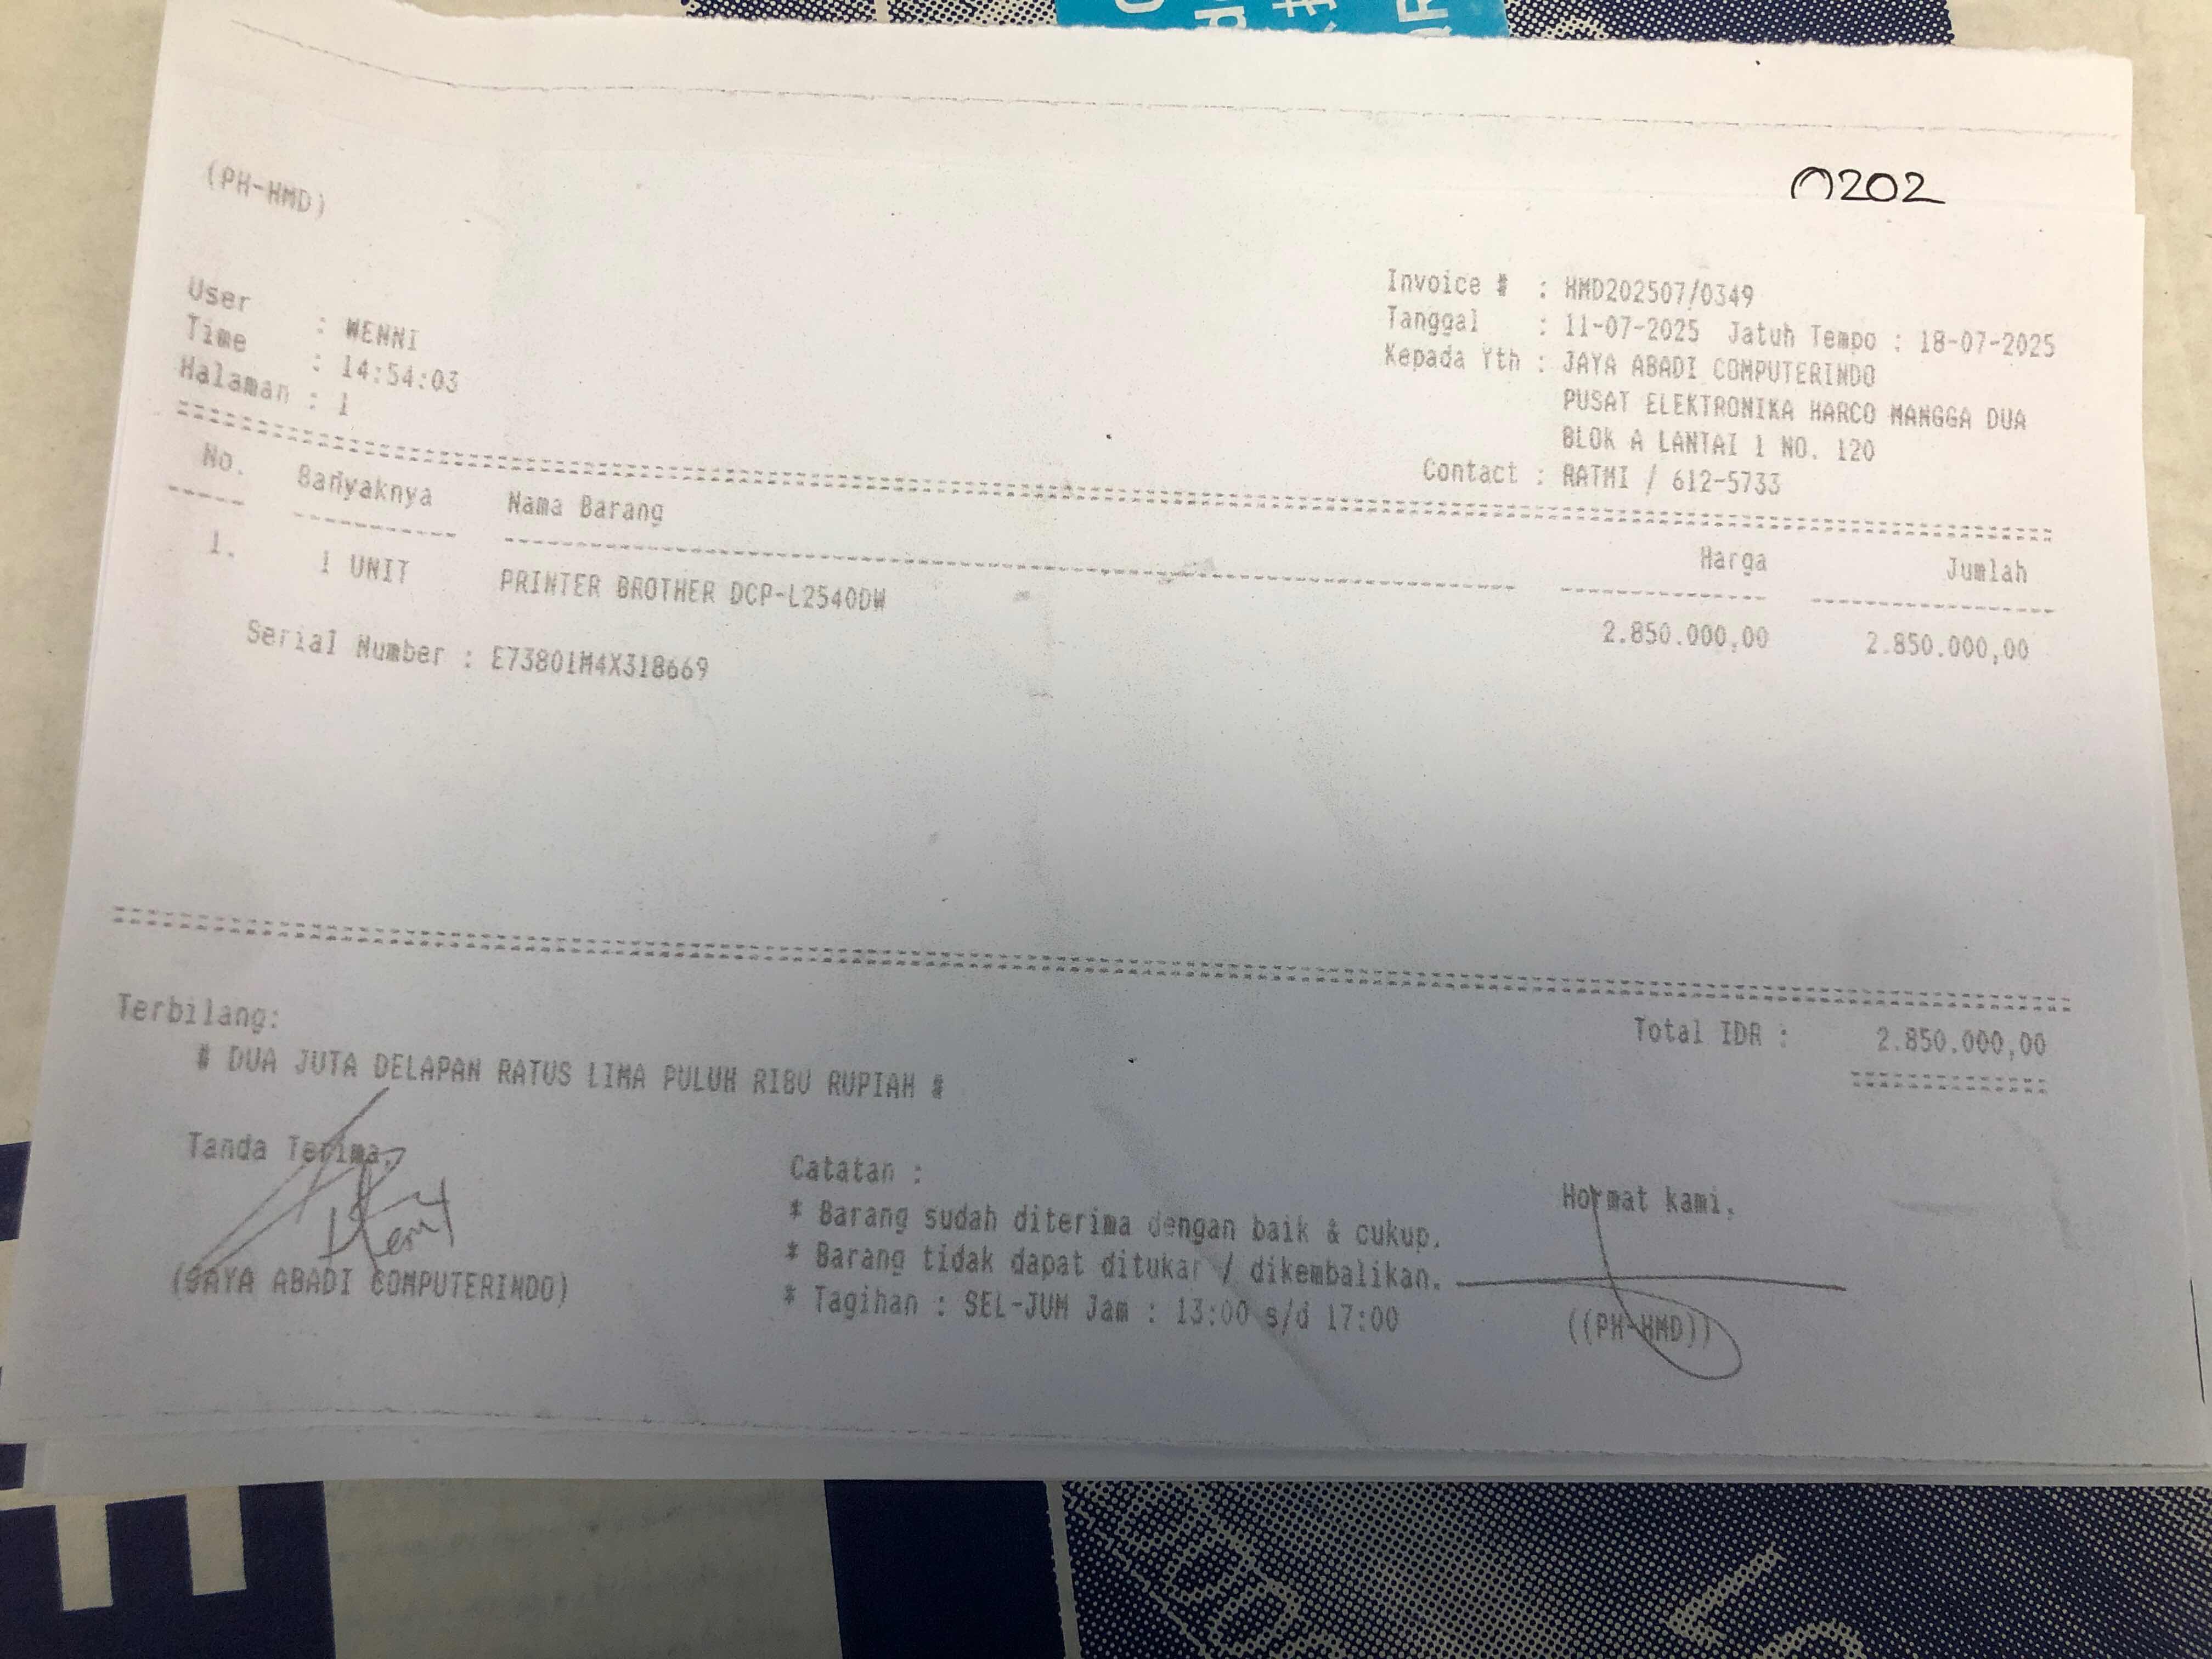 0202
(PH-HMD)
Invoice # : HMD202507/0349
Tanggal : 11-07-2025 Jatuh Tempo : 18-07-2025
Kepada Yth : JAYA ABADI COMPUTERINDO
PUSAT ELEKTRONIKA HARCO MANGGA DUA
BLOK A LANTAI 1 NO. 120
Contact : RATMI / 612-5733
User : WENNI
Time : 14:54:03
Halaman : 1
No. Banyaknya Nama Barang Harga Jumlah
1. 1 UNIT PRINTER BROTHER DCP-L2540DW 2.850.000,00 2.850.000,00
Serial Number : E73801M4X318669
Terbilang: Total IDR : 2.850.000,00
# DUA JUTA DELAPAN RATUS LIMA PULUH RIBU RUPIAH #
Tanda Terima,
(JAYA ABADI COMPUTERINDO)
Catatan :
* Barang sudah diterima dengan baik & cukup.
* Barang tidak dapat ditukar / dikembalikan.
* Tagihan : SEL-JUM Jam : 13:00 s/d 17:00
Hormat kami,
((PH-HMD))